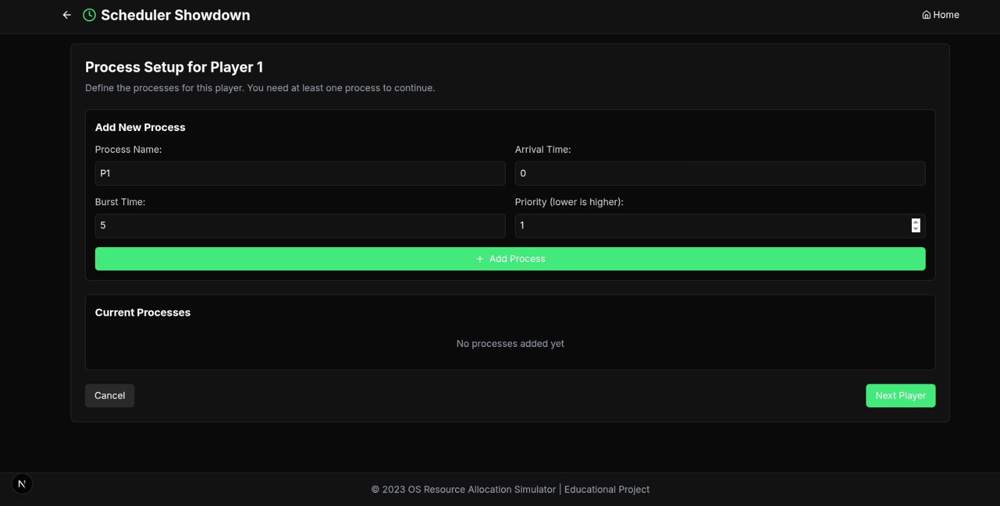 Scheduler Showdown
Home
Process Setup for Player 1
Define the processes for this player. You need at least one process to continue.
Add New Process
Process Name:
Arrival Time:
P1
0
Burst Time:
Priority (lower is higher):
5
1
+ Add Process
Current Processes
No processes added yet
Cancel
Next Player
N
© 2023 OS Resource Allocation Simulator | Educational Project